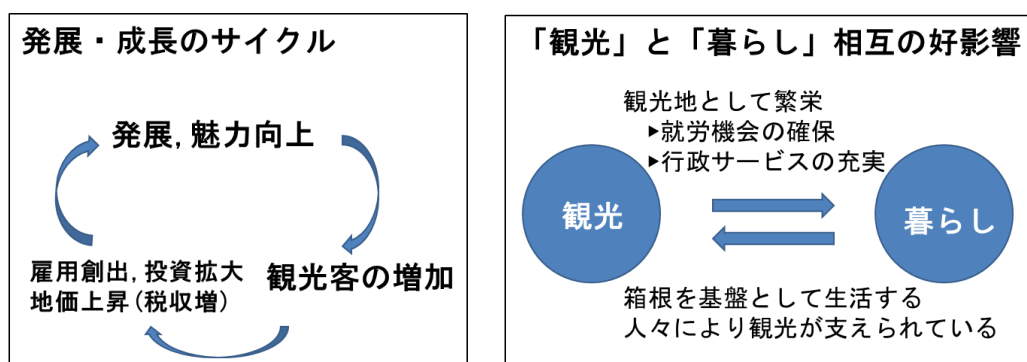 発展・成長のサイクル
発展,魅力向上
観光客の増加
雇用創出,投資拡大
地価上昇(税収増)
「観光」と「暮らし」相互の好影響
観光地として繁栄
▶就労機会の確保
▶行政サービスの充実
観光
暮らし
箱根を基盤として生活する
人々により観光が支えられている